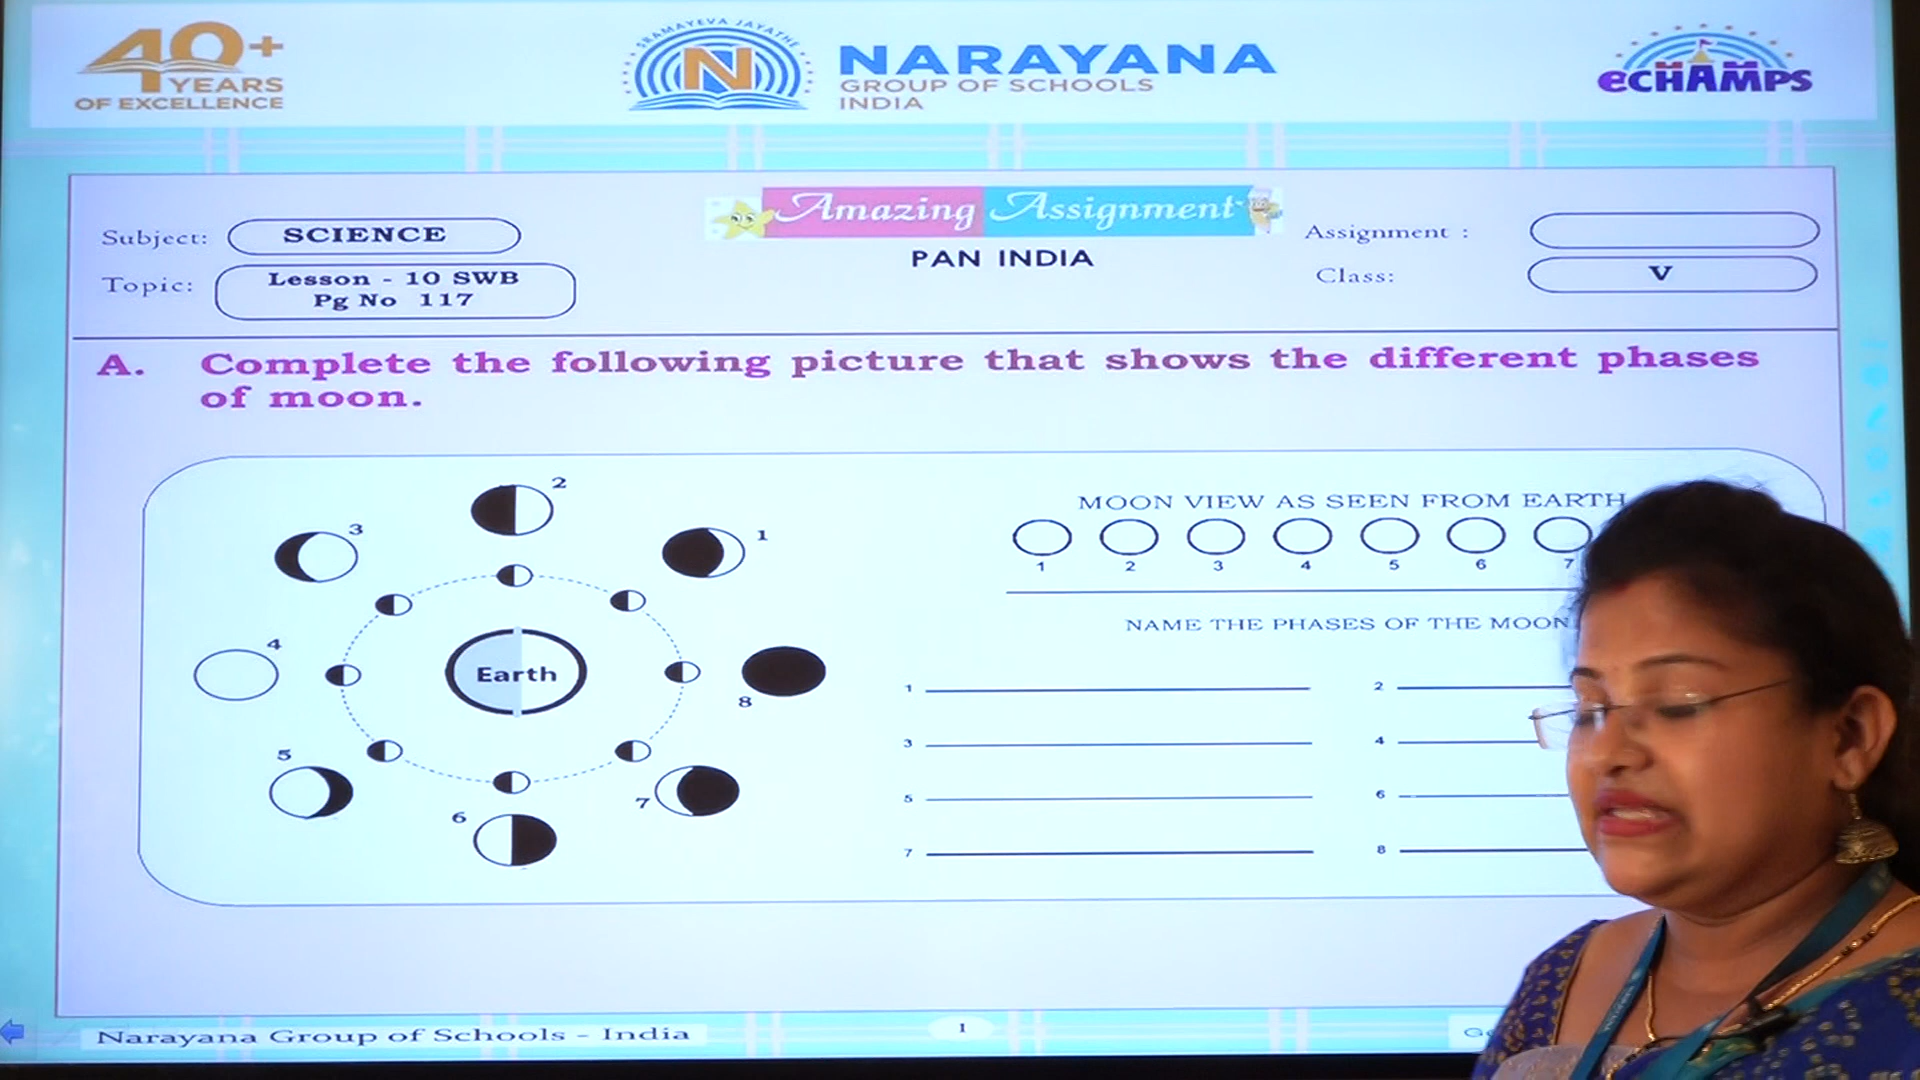 40+
YEARS
OF EXCELLENCE
SRAMAYEVA JAYATHE
N
NARAYANA
GROUP OF SCHOOLS
INDIA
eCHAMPS
Subject: SCIENCE
Topic: Lesson - 10 SWB
Pg No 117
Amazing Assignment
PAN INDIA
Assignment :
Class: V
A. Complete the following picture that shows the different phases
of moon.
2
3
1
4
Earth
8
5
7
6
MOON VIEW AS SEEN FROM EARTH
1 2 3 4 5 6 7
NAME THE PHASES OF THE MOON
1 2
3 4
5 6
7 8
Narayana Group of Schools - India
1